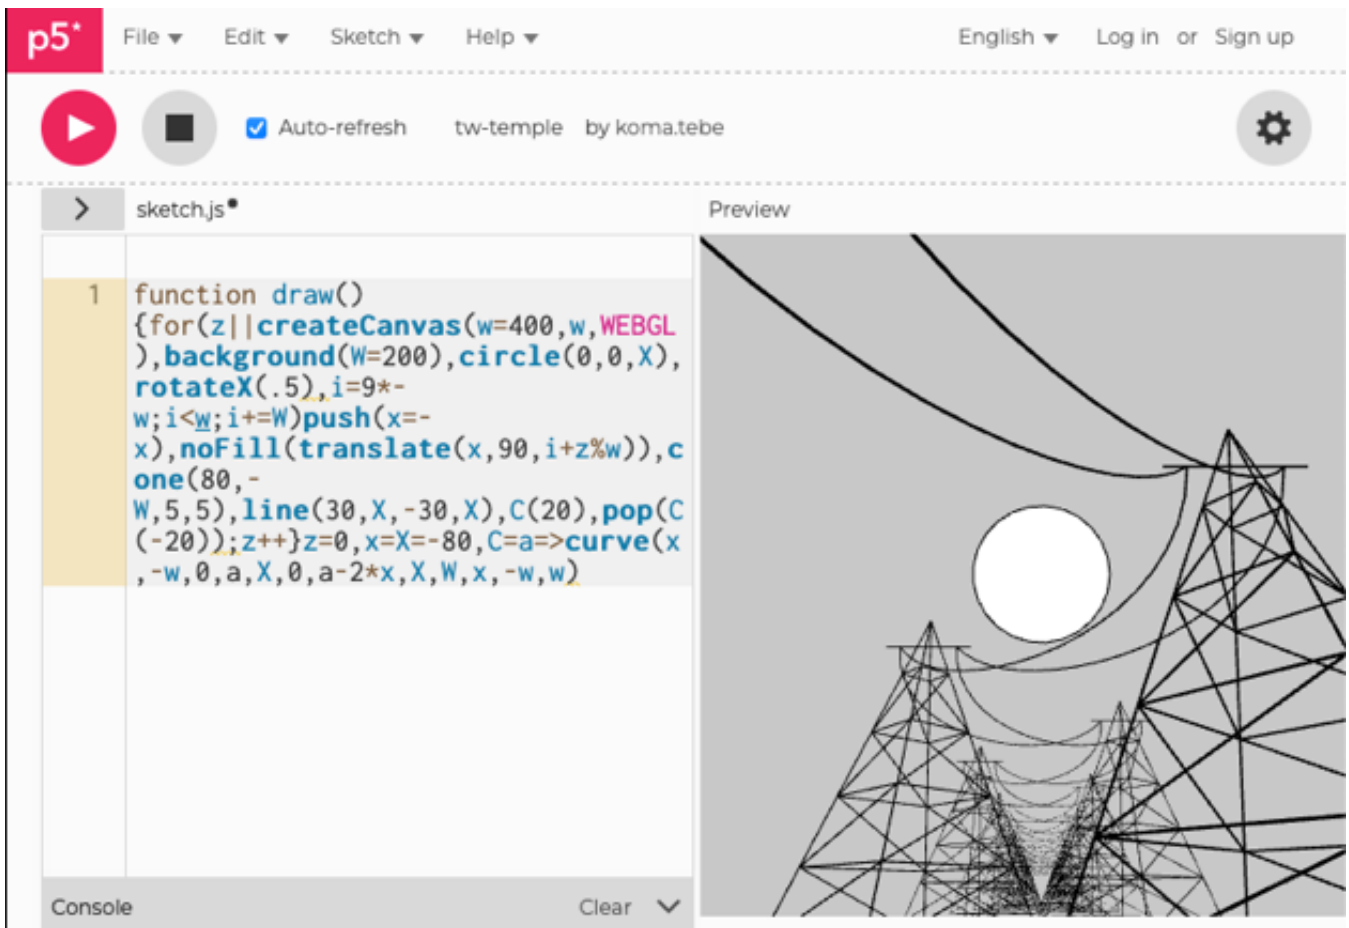 p5* File Edit Sketch Help English Log in or Sign up
Auto-refresh tw-temple by koma.tebe
sketch.js
Preview
1 function draw()
{for(z||createCanvas(w=400,w,WEBGL
),background(W=200),circle(0,0,X),
rotateX(.5),i=9*-
w;i<w;i+=W)push(x=-
x),noFill(translate(x,90,i+z%w)),c
one(80,-
W,5,5),line(30,X,-30,X),C(20),pop(C
(-20));z++}z=0,x=X=-80,C=a=>curve(x
,-w,0,a,X,0,a-2*x,X,W,x,-w,w)
Console Clear